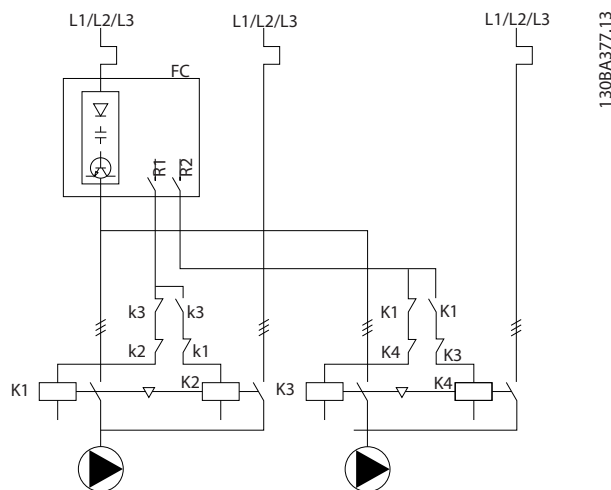 L1/L2/L3
L1/L2/L3
L1/L2/L3
130BA377.13
FC
R1
R2
k3
k3
K1
K1
k2
k1
K4
K3
K1
K2
K3
K4